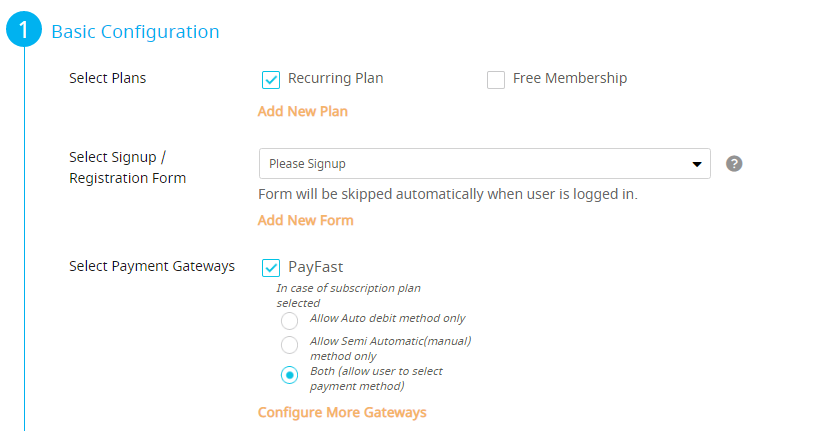 1 Basic Configuration
Select Plans
Recurring Plan
Free Membership
Add New Plan
Select Signup /
Registration Form
Please Signup
?
Form will be skipped automatically when user is logged in.
Add New Form
Select Payment Gateways
PayFast
In case of subscription plan
selected
Allow Auto debit method only
Allow Semi Automatic(manual)
method only
Both (allow user to select
payment method)
Configure More Gateways